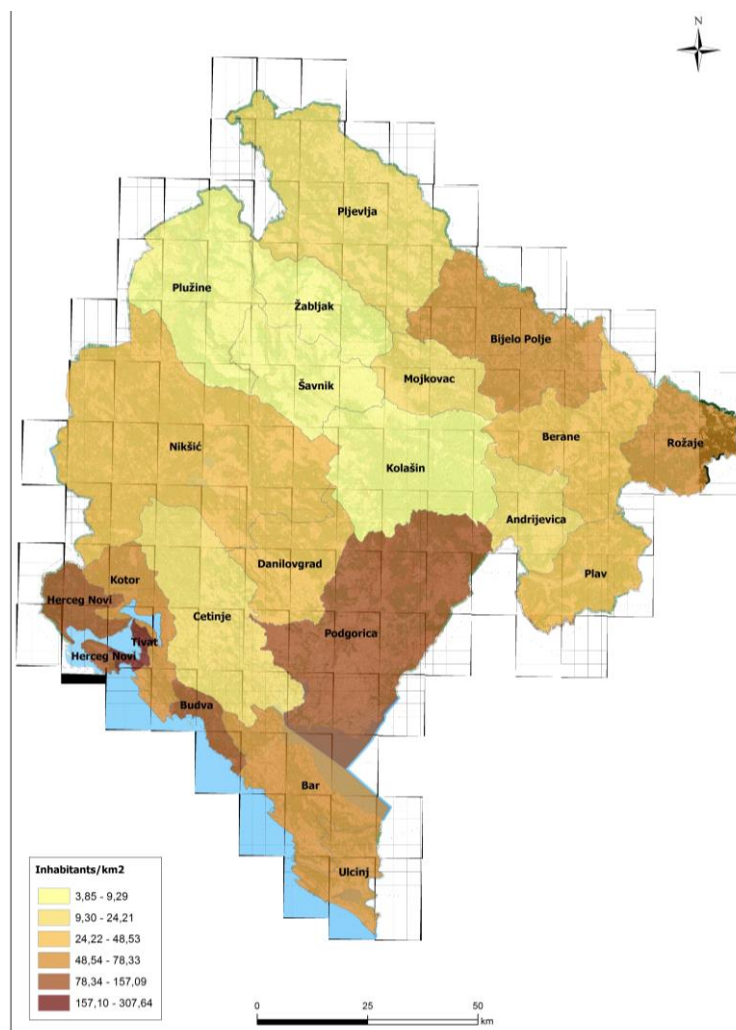 N
Pljevlja
Plužine
Žabljak
Bijelo Polje
Šavnik
Mojkovac
Nikšić
Berane
Rožaje
Kolašin
Andrijevica
Danilovgrad
Plav
Kotor
Herceg Novi
Cetinje
Podgorica
Tivat
Herceg Novi
Budva
Bar
Ulcinj
Inhabitants/km2
3,85 - 9,29
9,30 - 24,21
24,22 - 48,53
48,54 - 78,33
78,34 - 157,09
157,10 - 307,64
0 25 50
km